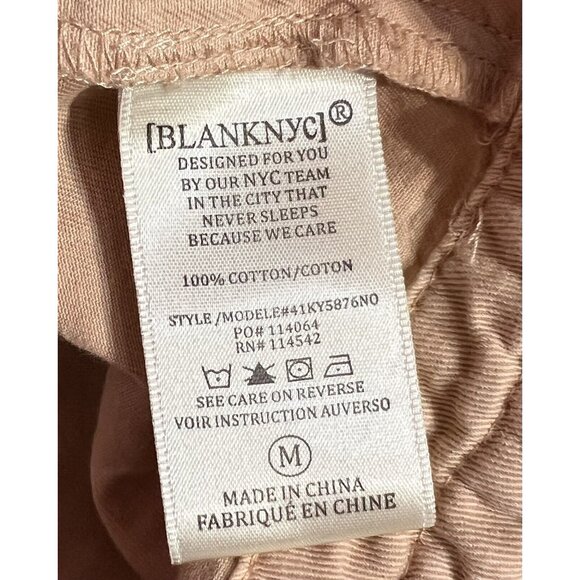 [BLANKNYC]®
DESIGNED FOR YOU
BY OUR NYC TEAM
IN THE CITY THAT
NEVER SLEEPS
BECAUSE WE CARE
100% COTTON/COTON
STYLE /MODELE#41KY5876NO
PO# 114064
RN# 114542
SEE CARE ON REVERSE
VOIR INSTRUCTION AUVERSO
M
MADE IN CHINA
FABRIQUÉ EN CHINE